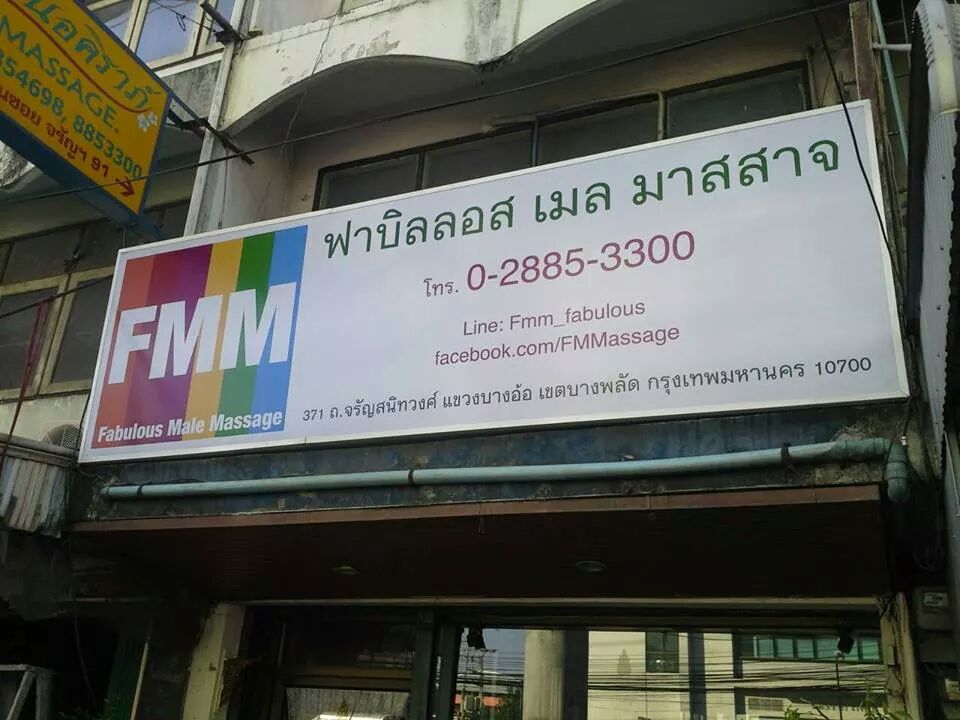 MASSAGE.
854698, 8853300
จรัญฯ 91
FMM
Fabulous Male Massage
ฟาบิลลอส เมล มาสสาจ
โทร. 0-2885-3300
Line: Fmm_fabulous
facebook.com/FMMassage
371 ถ.จรัญสนิทวงศ์ แขวงบางอ้อ เขตบางพลัด กรุงเทพมหานคร 10700